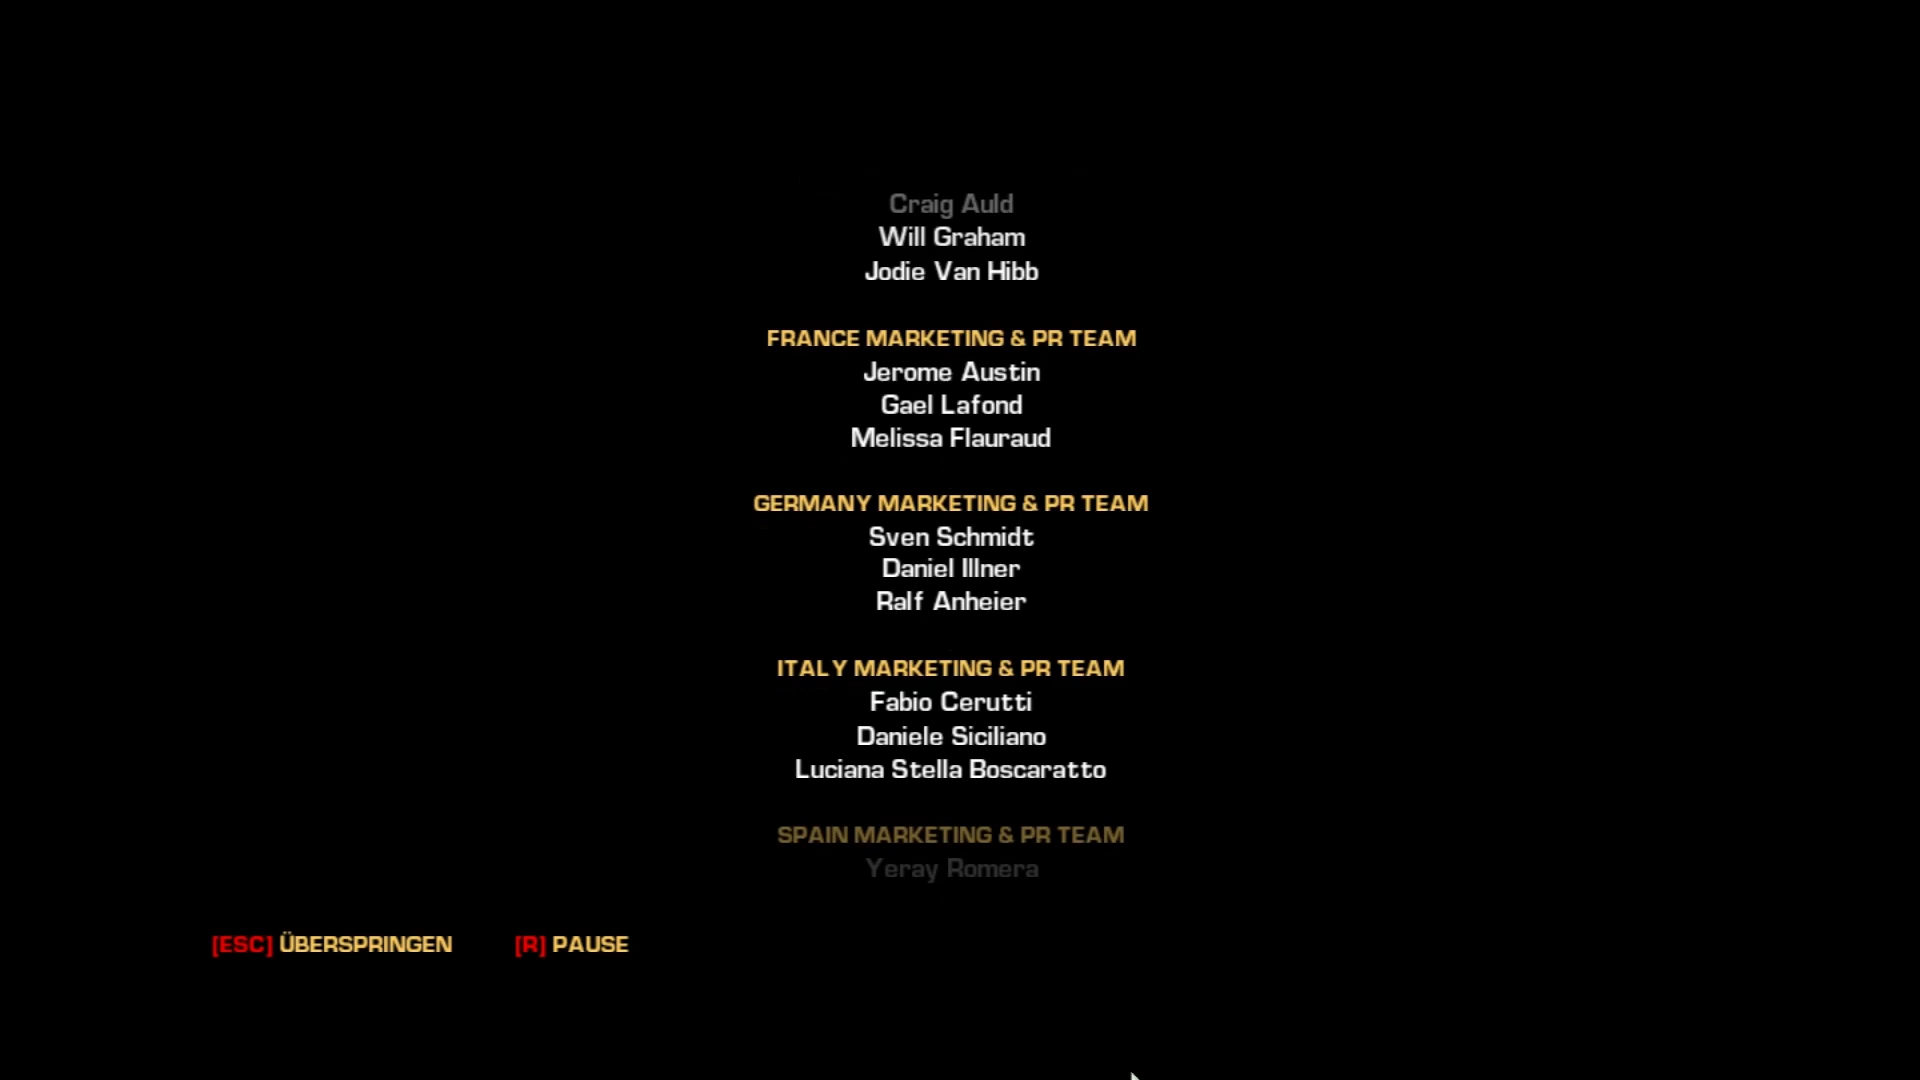 Craig Auld
Will Graham
Jodie Van Hibb
FRANCE MARKETING & PR TEAM
Jerome Austin
Gael Lafond
Melissa Flauraud
GERMANY MARKETING & PR TEAM
Sven Schmidt
Daniel Illner
Ralf Anheier
ITALY MARKETING & PR TEAM
Fabio Cerutti
Daniele Siciliano
Luciana Stella Boscaratto
SPAIN MARKETING & PR TEAM
Yeray Romera
[ESC] ÜBERSPRINGEN [R] PAUSE